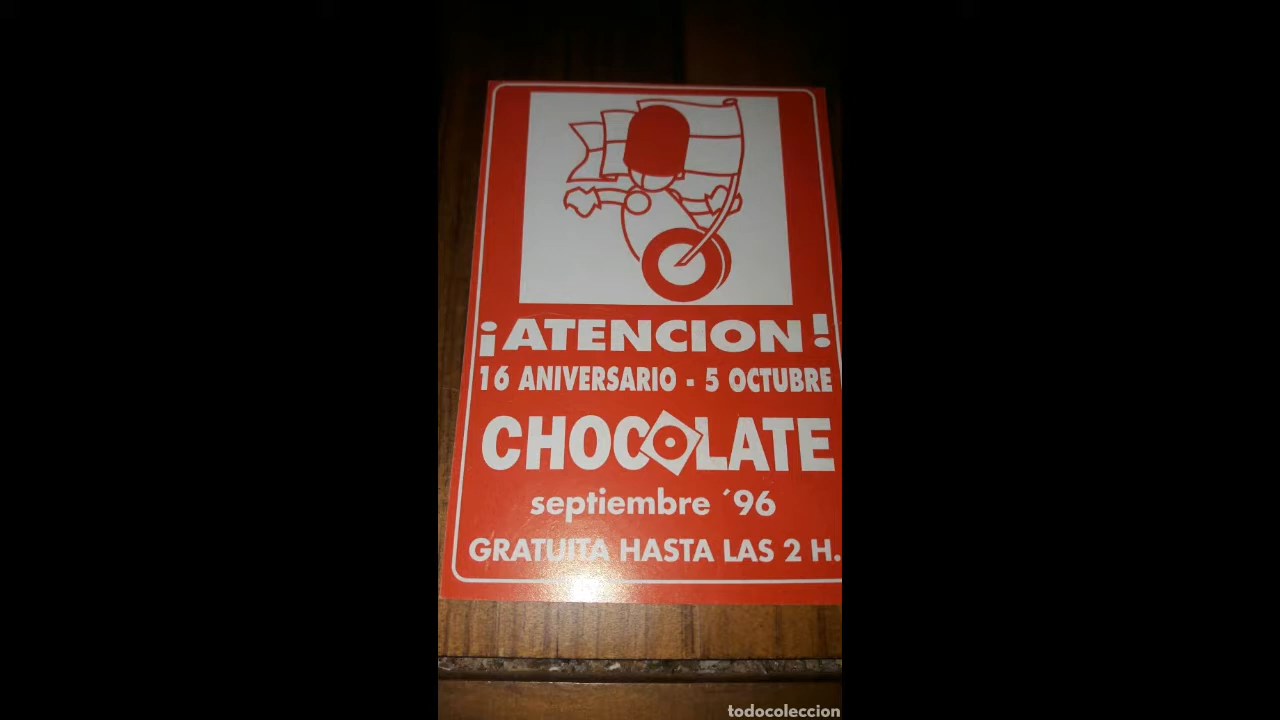 ¡ATENCION!
16 ANIVERSARIO - 5 OCTUBRE
CHOCOLATE
septiembre ´96
GRATUITA HASTA LAS 2 H.
todocoleccion